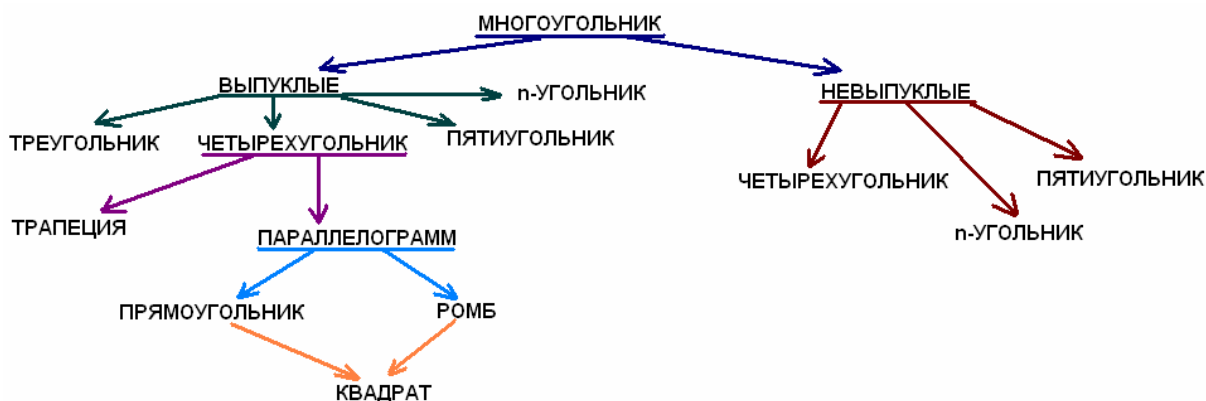 МНОГОУГОЛЬНИК
ВЫПУКЛЫЕ
n-УГОЛЬНИК
НЕВЫПУКЛЫЕ
ТРЕУГОЛЬНИК
ЧЕТЫРЕХУГОЛЬНИК
ПЯТИУГОЛЬНИК
ЧЕТЫРЕХУГОЛЬНИК
ПЯТИУГОЛЬНИК
ТРАПЕЦИЯ
ПАРАЛЛЕЛОГРАММ
n-УГОЛЬНИК
ПРЯМОУГОЛЬНИК
РОМБ
КВАДРАТ